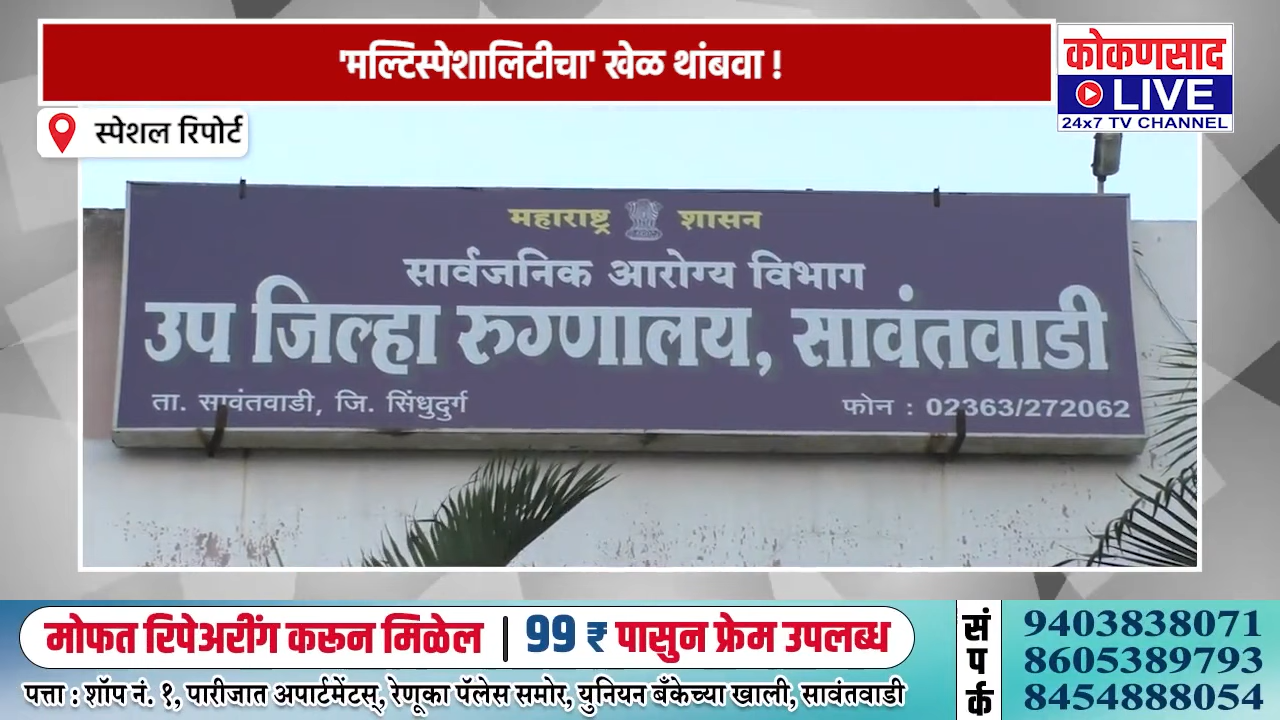 'मल्टिस्पेशालिटीचा' खेळ थांबवा !
कोकणसाद
LIVE
24x7 TV CHANNEL
स्पेशल रिपोर्ट
महाराष्ट्र शासन
सार्वजनिक आरोग्य विभाग
उप जिल्हा रुग्णालय, सावंतवाडी
ता. सावंतवाडी, जि. सिंधुदुर्ग
फोन : 02363/272062
मोफत रिपेअरींग करून मिळेल | 99 ₹ पासुन फ्रेम उपलब्ध
पत्ता : शॉप नं. १, पारीजात अपार्टमेंटस्, रेणूका पॅलेस समोर, युनियन बँकेच्या खाली, सावंतवाडी
संपर्क
9403838071
8605389793
8454888054